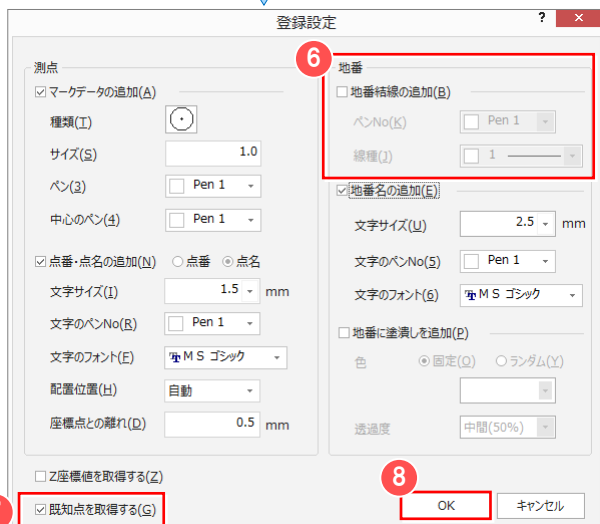 登録設定
?
×
6
測点
マークデータの追加(A)
種類(T)
サイズ(S) 1.0
ペン(3) Pen 1
中心のペン(4) Pen 1
点番・点名の追加(N) 点番 点名
文字サイズ(I) 1.5 mm
文字のペンNo(R) Pen 1
文字のフォント(F) MS ゴシック
配置位置(H) 自動
座標点との離れ(D) 0.5 mm
地番
地番結線の追加(B)
ペンNo(K) Pen 1
線種(J) 1
地番名の追加(E)
文字サイズ(U) 2.5 mm
文字のペンNo(5) Pen 1
文字のフォント(6) MS ゴシック
地番に塗潰しを追加(P)
色 固定(O) ランダム(Y)
透過度 中間(50%)
Z座標値を取得する(Z)
既知点を取得する(G)
8
OK キャンセル